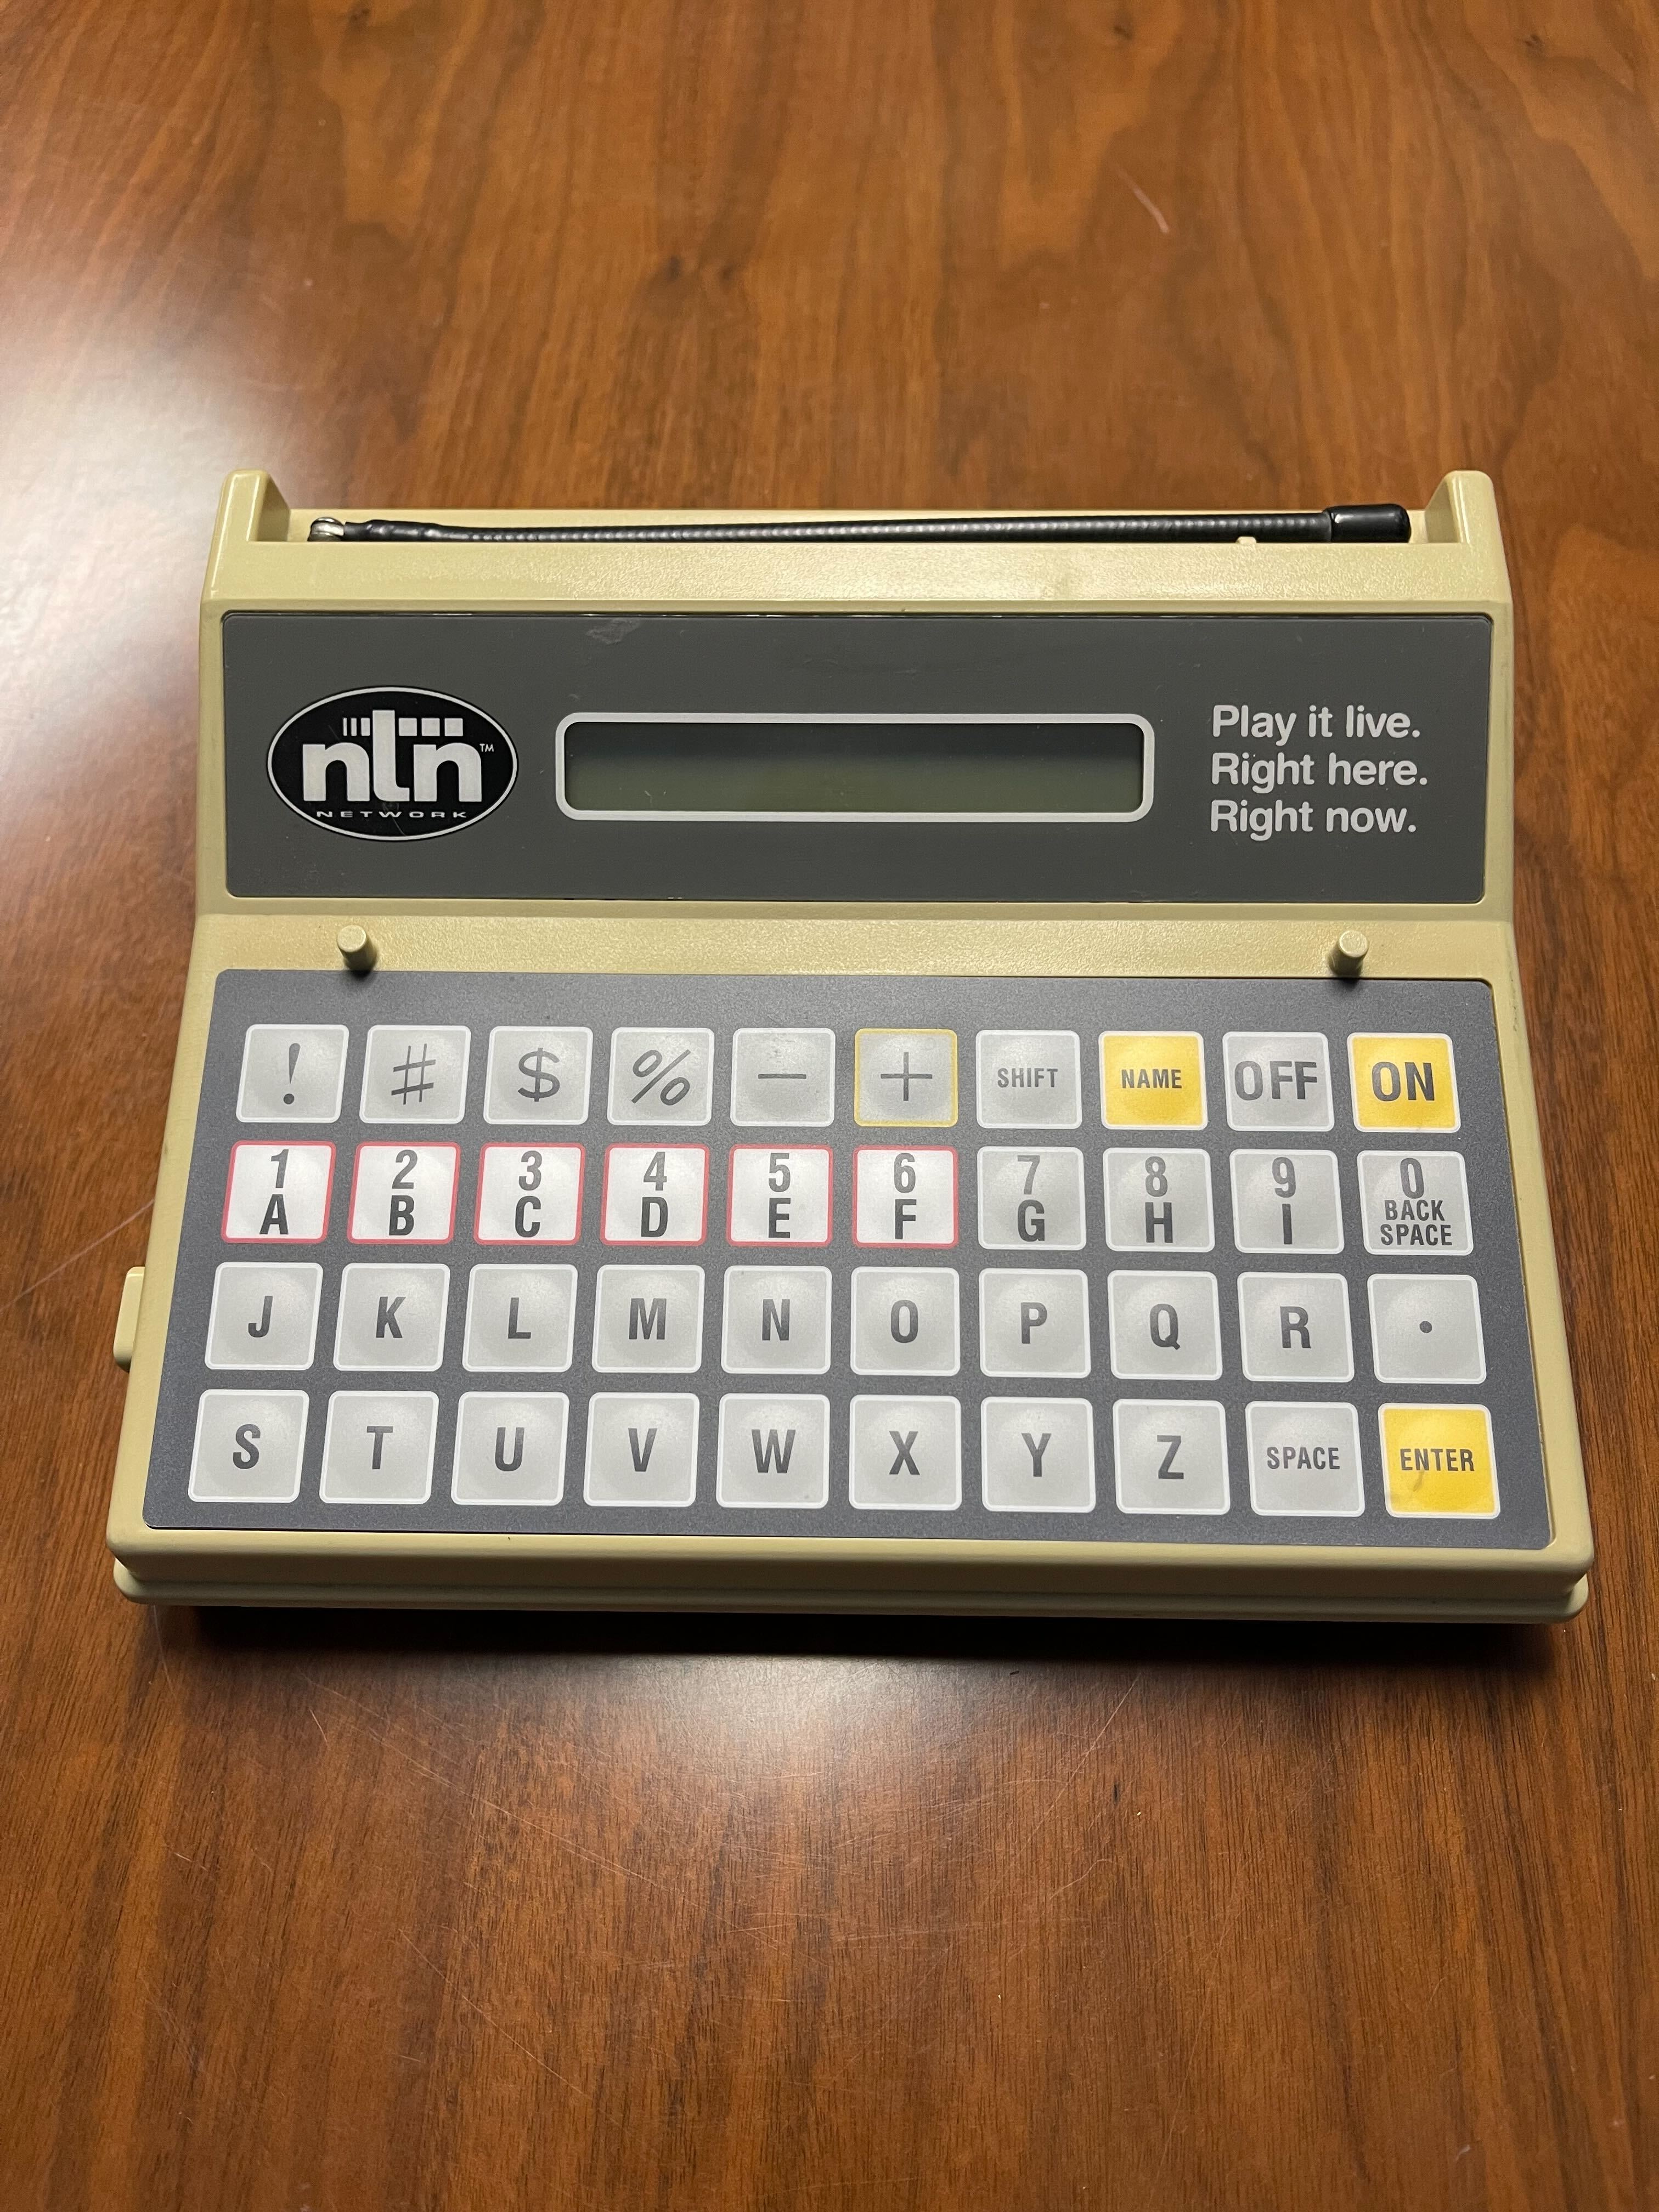 ntn™
NETWORK
Play it live.
Right here.
Right now.
! # $ % − + SHIFT NAME OFF ON
1 2 3 4 5 6 7 8 9 0
A B C D E F G H I BACK SPACE
J K L M N O P Q R •
S T U V W X Y Z SPACE ENTER